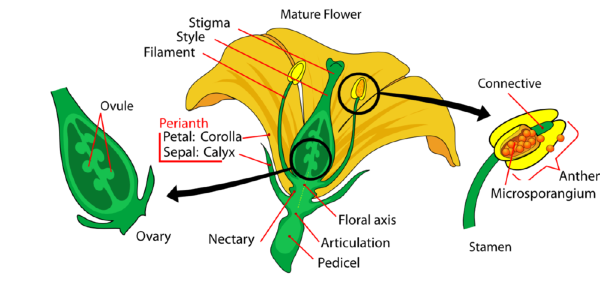 Mature Flower
Stigma
Style
Filament
Connective
Ovule
Perianth
Petal: Corolla
Sepal: Calyx
Anther
Microsporangium
Floral axis
Ovary
Nectary
Articulation
Stamen
Pedicel